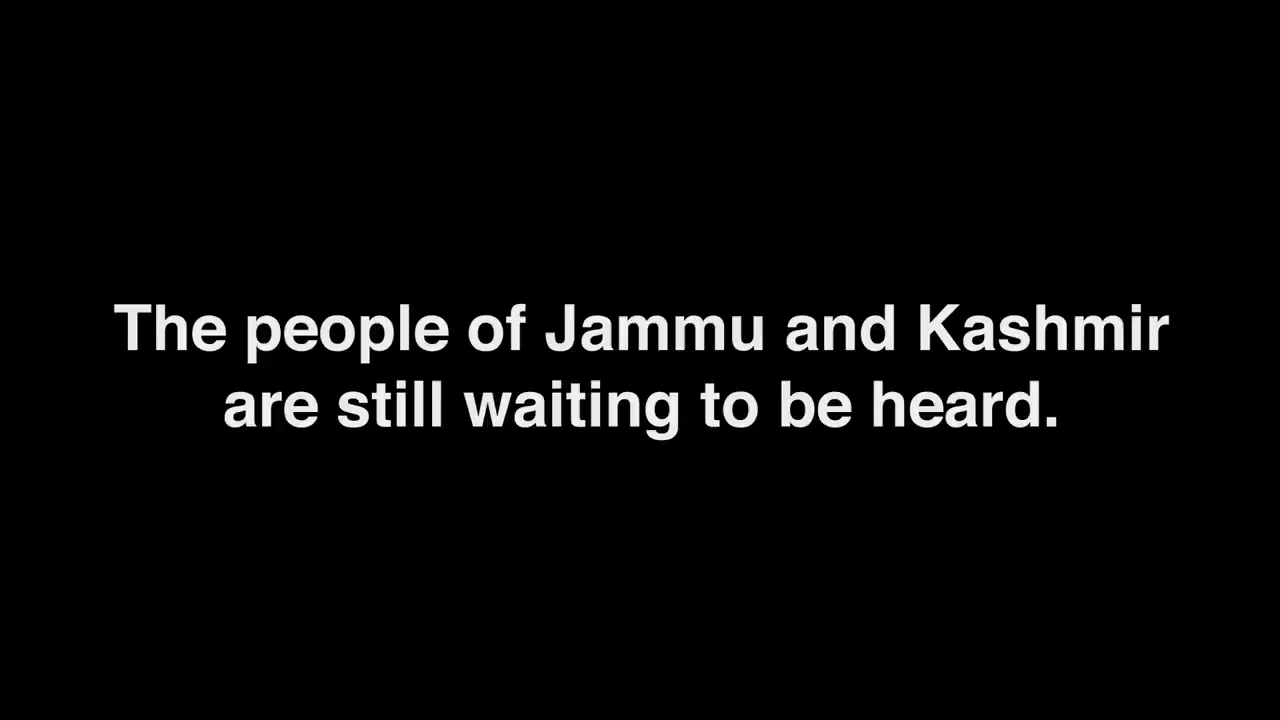 The people of Jammu and Kashmir
are still waiting to be heard.